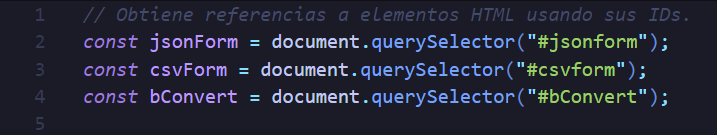 1 // Obtiene referencias a elementos HTML usando sus IDs.
2 const jsonForm = document.querySelector("#jsonform");
3 const csvForm = document.querySelector("#csvform");
4 const bConvert = document.querySelector("#bConvert");
5